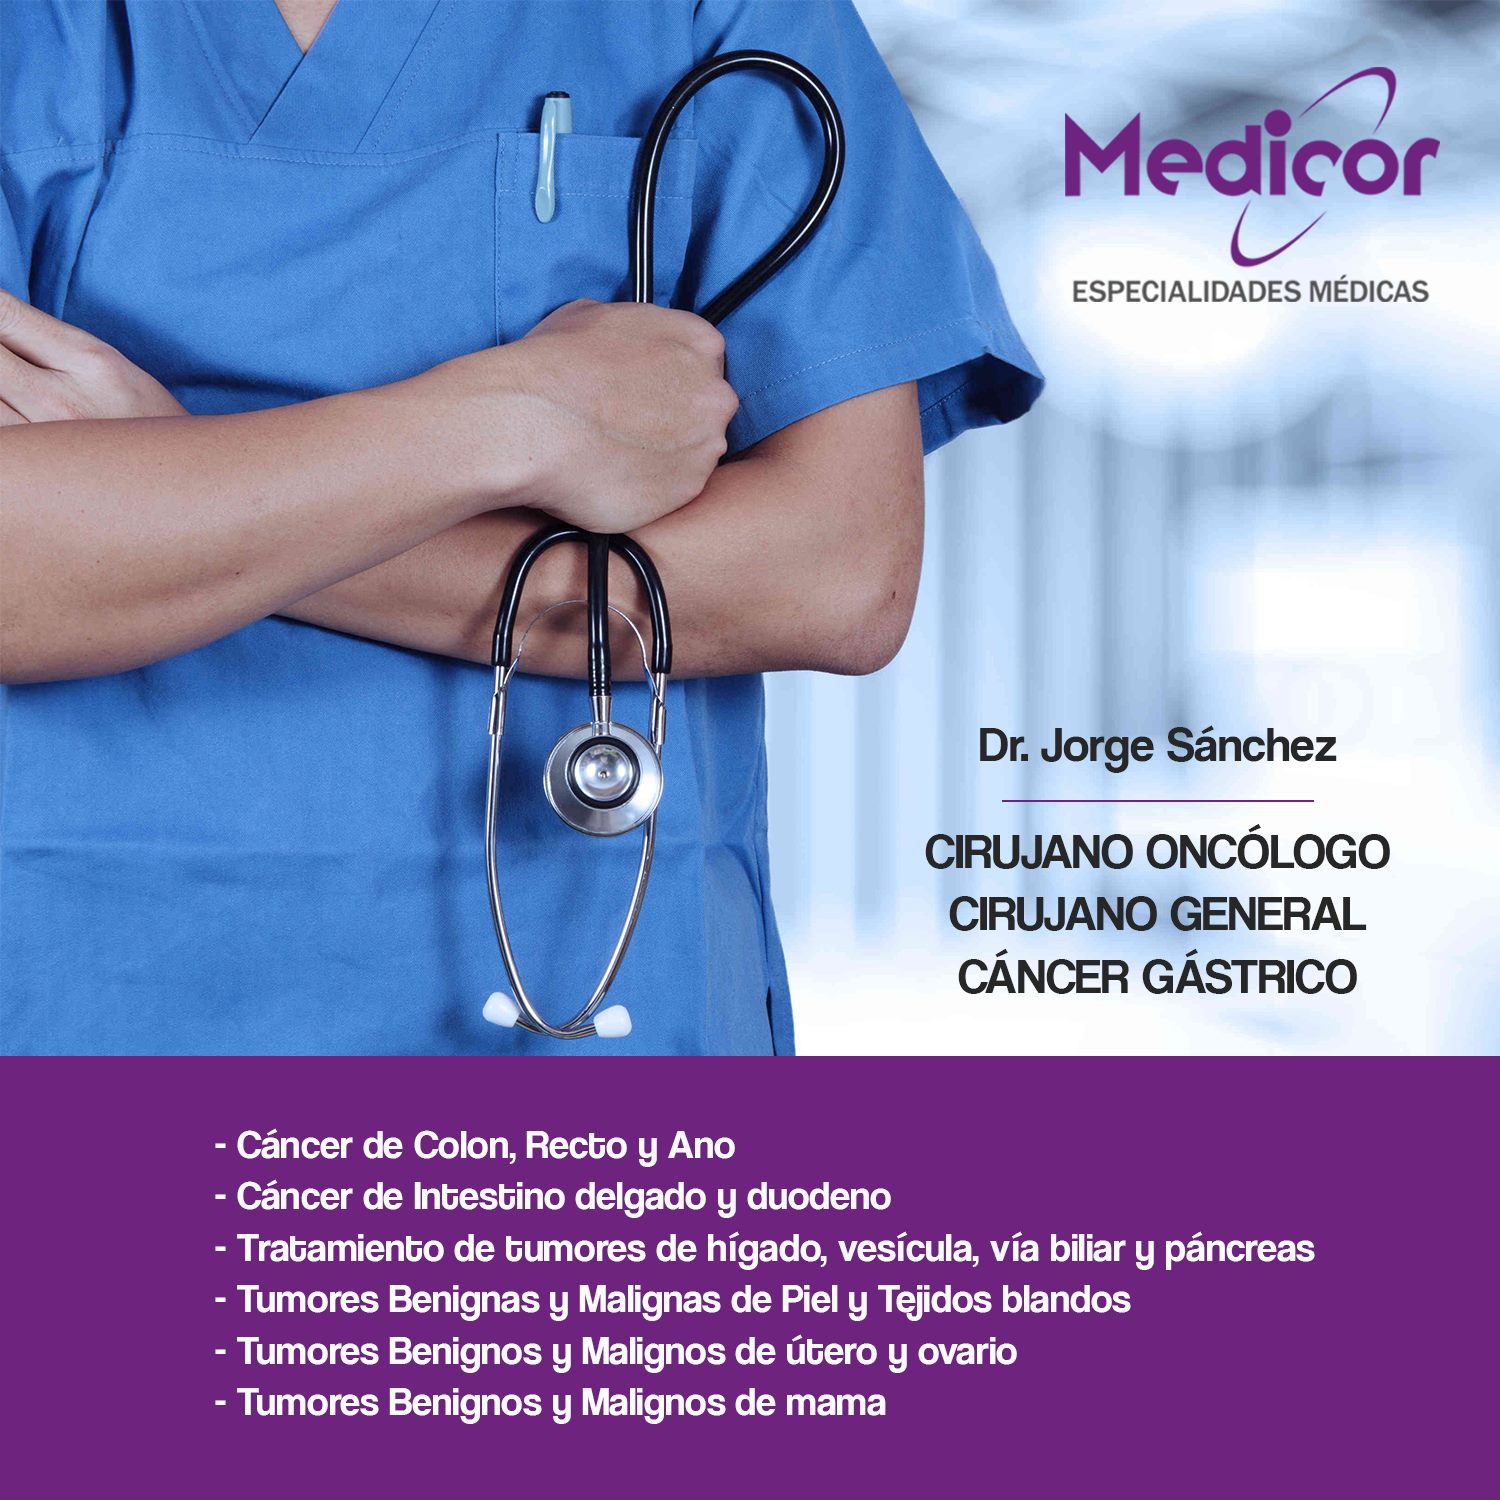 Medicor
ESPECIALIDADES MÉDICAS
Dr. Jorge Sánchez
CIRUJANO ONCÓLOGO
CIRUJANO GENERAL
CÁNCER GÁSTRICO
- Cáncer de Colon, Recto y Ano
- Cáncer de Intestino delgado y duodeno
- Tratamiento de tumores de hígado, vesícula, vía biliar y páncreas
- Tumores Benignas y Malignas de Piel y Tejidos blandos
- Tumores Benignos y Malignos de útero y ovario
- Tumores Benignos y Malignos de mama